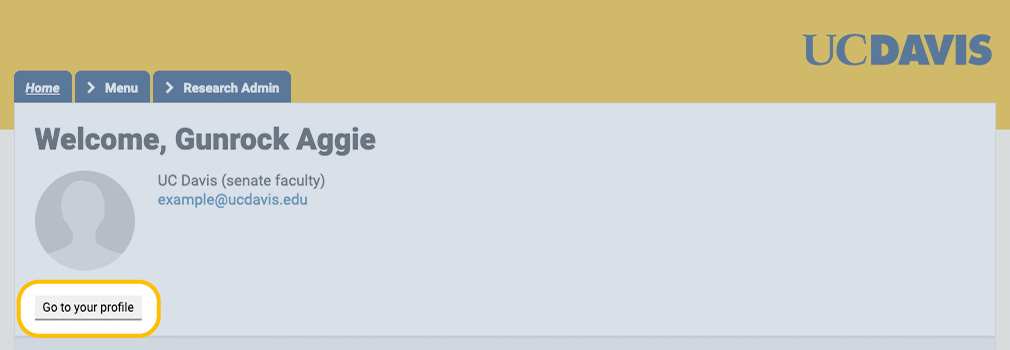 UCDAVIS
Home Menu Research Admin
Welcome, Gunrock Aggie
UC Davis (senate faculty)
example@ucdavis.edu
Go to your profile